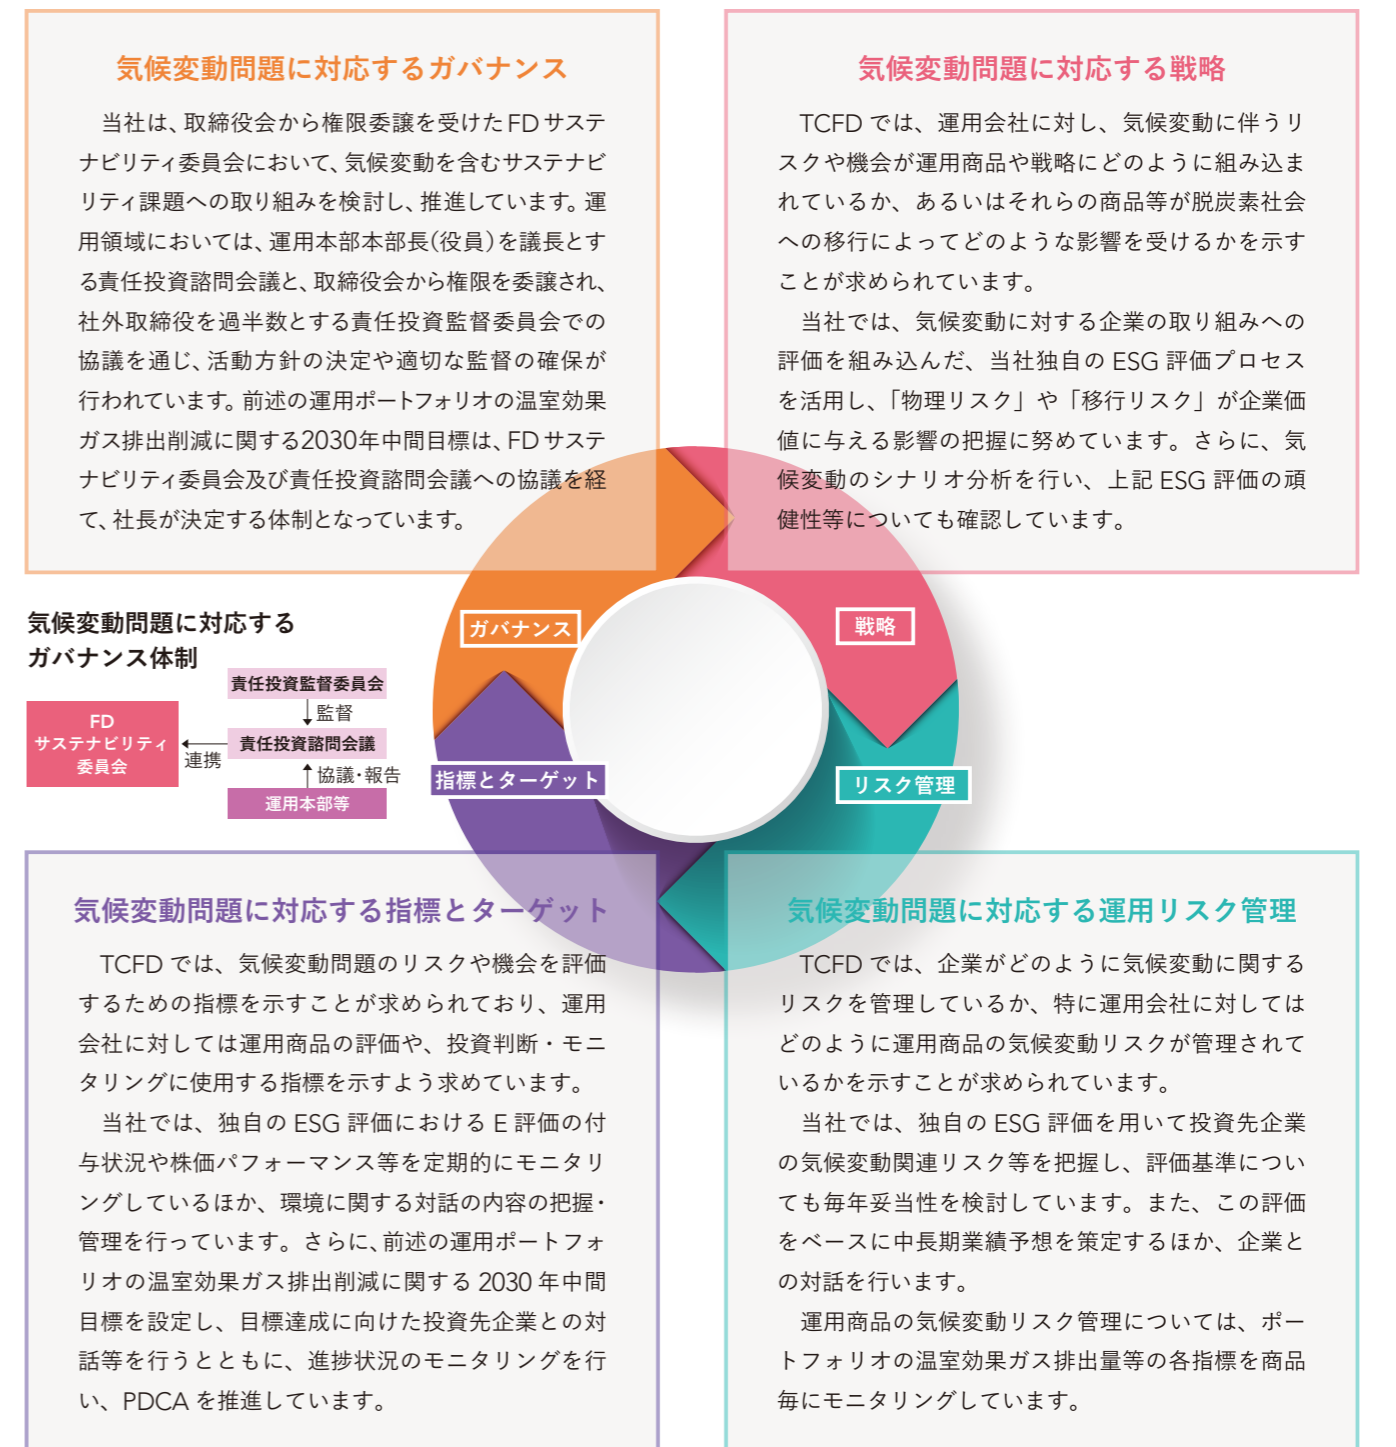 気候変動問題に対応するガバナンス
当社は、取締役会から権限委譲を受けたFDサステ
ナビリティ委員会において、気候変動を含むサステナビ
リティ課題への取り組みを検討し、推進しています。運
用領域においては、運用本部本部長(役員)を議長とす
る責任投資諮問会議と、取締役会から権限を委譲され、
社外取締役を過半数とする責任投資監督委員会での
協議を通じ、活動方針の決定や適切な監督の確保が
行われています。前述の運用ポートフォリオの温室効果
ガス排出削減に関する2030年中間目標は、FDサステ
ナビリティ委員会及び責任投資諮問会議への協議を経
て、社長が決定する体制となっています。
気候変動問題に対応する戦略
TCFD では、運用会社に対し、気候変動に伴うリ
スクや機会が運用商品や戦略にどのように組み込ま
れているか、あるいはそれらの商品等が脱炭素社会
への移行によってどのような影響を受けるかを示す
ことが求められています。
当社では、気候変動に対する企業の取り組みへの
評価を組み込んだ、当社独自の ESG 評価プロセス
を活用し、「物理リスク」や「移行リスク」が企業価
値に与える影響の把握に努めています。さらに、気
候変動のシナリオ分析を行い、上記 ESG 評価の頑
健性等についても確認しています。
気候変動問題に対応する
ガバナンス体制
責任投資監督委員会
監督
FD
サステナビリティ
委員会
連携
責任投資諮問会議
協議・報告
運用本部等
ガバナンス
戦略
指標とターゲット
リスク管理
気候変動問題に対応する指標とターゲット
TCFD では、気候変動問題のリスクや機会を評価
するための指標を示すことが求められており、運用
会社に対しては運用商品の評価や、投資判断・モニ
タリングに使用する指標を示すよう求めています。
当社では、独自の ESG 評価における E 評価の付
与状況や株価パフォーマンス等を定期的にモニタリ
ングしているほか、環境に関する対話の内容の把握・
管理を行っています。さらに、前述の運用ポートフォ
リオの温室効果ガス排出削減に関する 2030 年中間
目標を設定し、目標達成に向けた投資先企業との対
話等を行うとともに、進捗状況のモニタリングを行
い、PDCA を推進しています。
気候変動問題に対応する運用リスク管理
TCFD では、企業がどのように気候変動に関する
リスクを管理しているか、特に運用会社に対しては
どのように運用商品の気候変動リスクが管理されて
いるかを示すことが求められています。
当社では、独自の ESG 評価を用いて投資先企業
の気候変動関連リスク等を把握し、評価基準につい
ても毎年妥当性を検討しています。また、この評価
をベースに中長期業績予想を策定するほか、企業と
の対話を行います。
運用商品の気候変動リスク管理については、ポー
トフォリオの温室効果ガス排出量等の各指標を商品
毎にモニタリングしています。